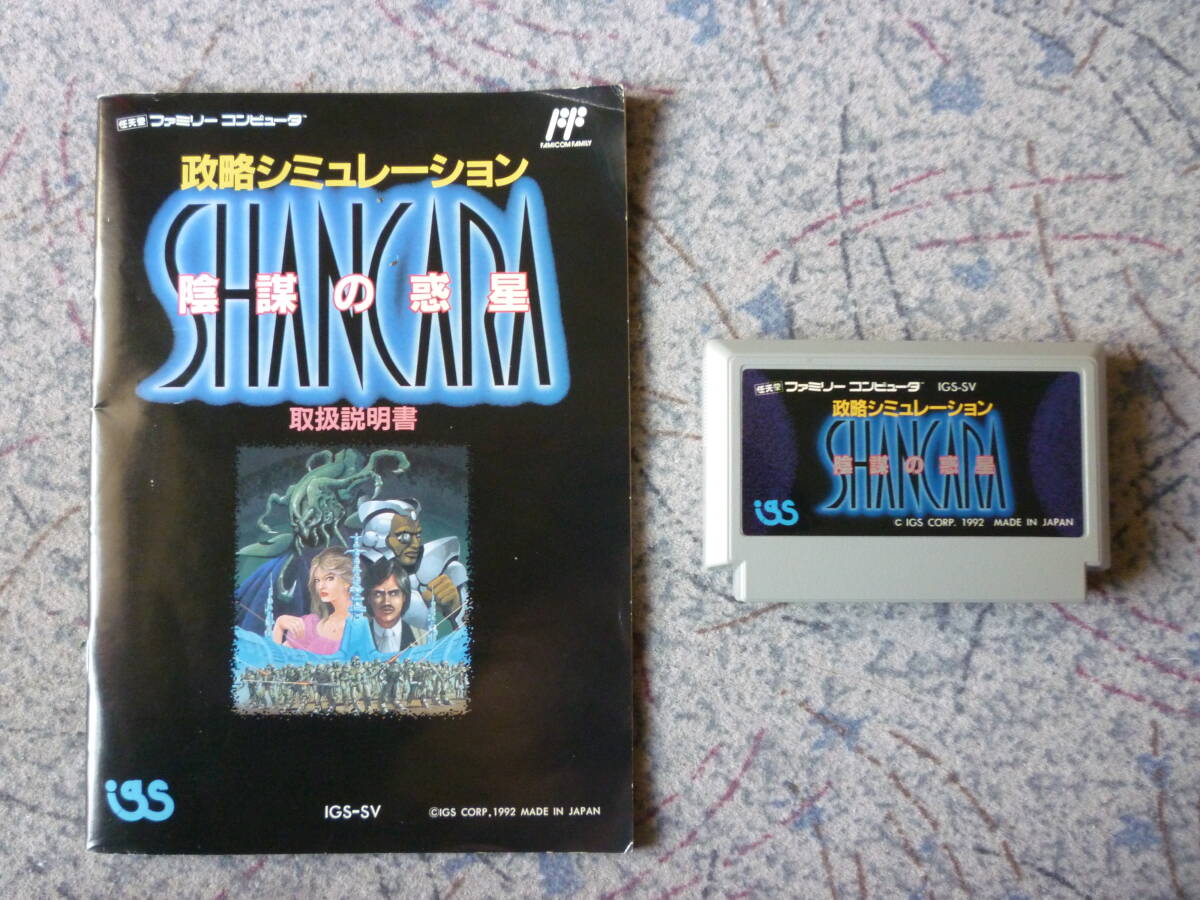 任天堂 ファミリー コンピュータ™
FAMICOM FAMILY
政略シミュレーション
SHANCARA
陰謀の惑星
取扱説明書
igs
IGS-SV
©IGS CORP, 1992 MADE IN JAPAN
任天堂 ファミリー コンピュータ™ IGS-SV
政略シミュレーション
SHANCARA
陰謀の惑星
igs
© IGS CORP. 1992 MADE IN JAPAN